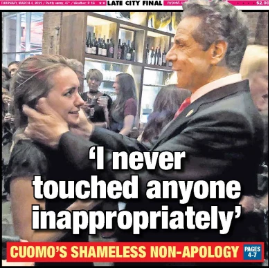 LATE CITY FINAL
'I never
touched anyone
inappropriately'
CUOMO'S SHAMELESS NON-APOLOGY PAGES
4-7